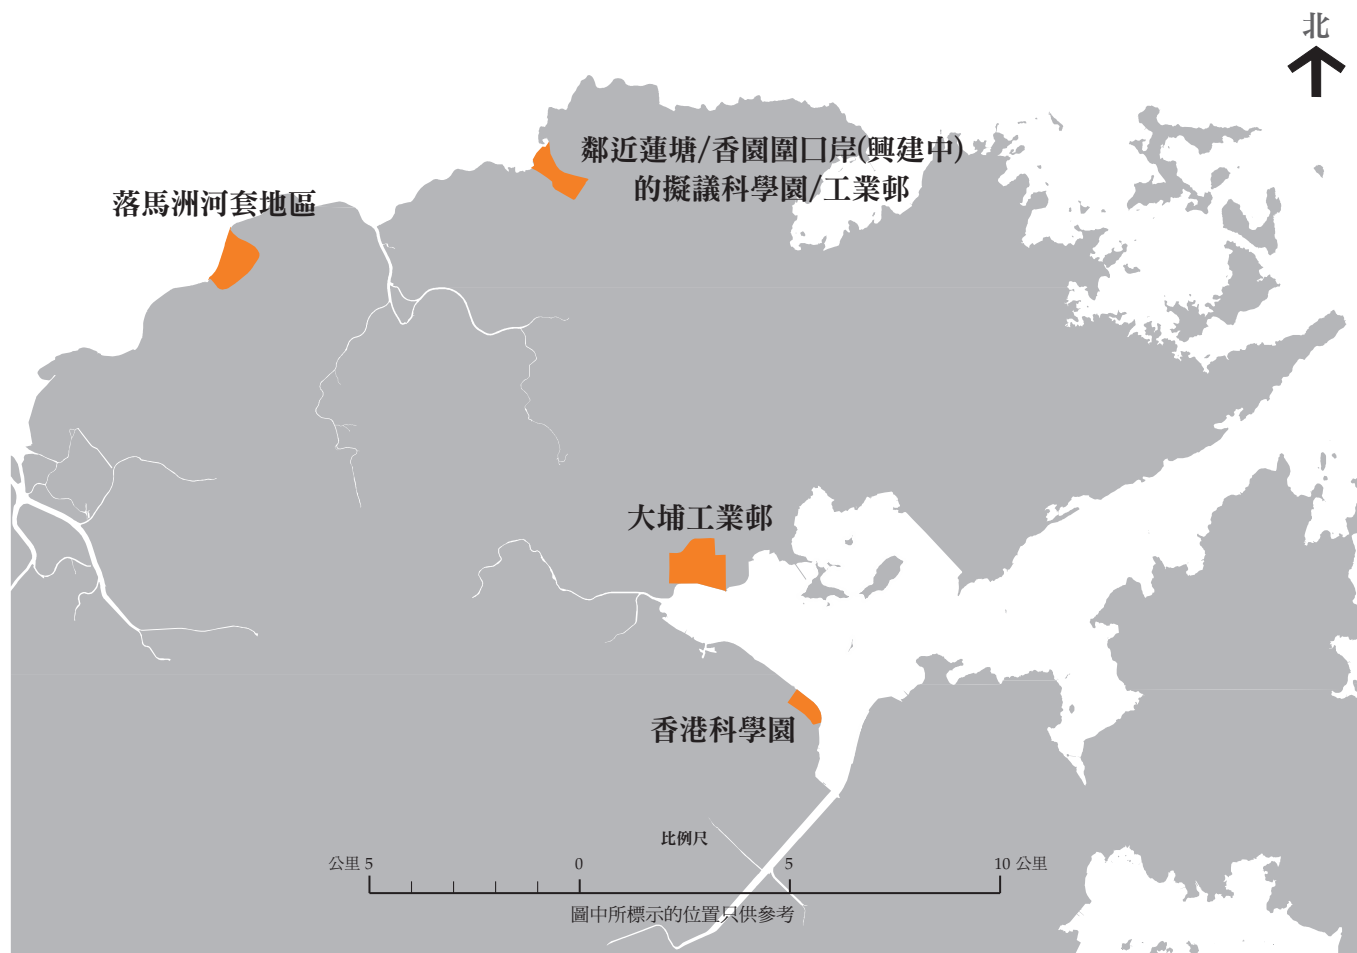 北
鄰近蓮塘/香園圍口岸(興建中)
的擬議科學園/工業邨
落馬洲河套地區
大埔工業邨
香港科學園
比例尺
公里 5 0 5 10 公里
圖中所標示的位置只供參考